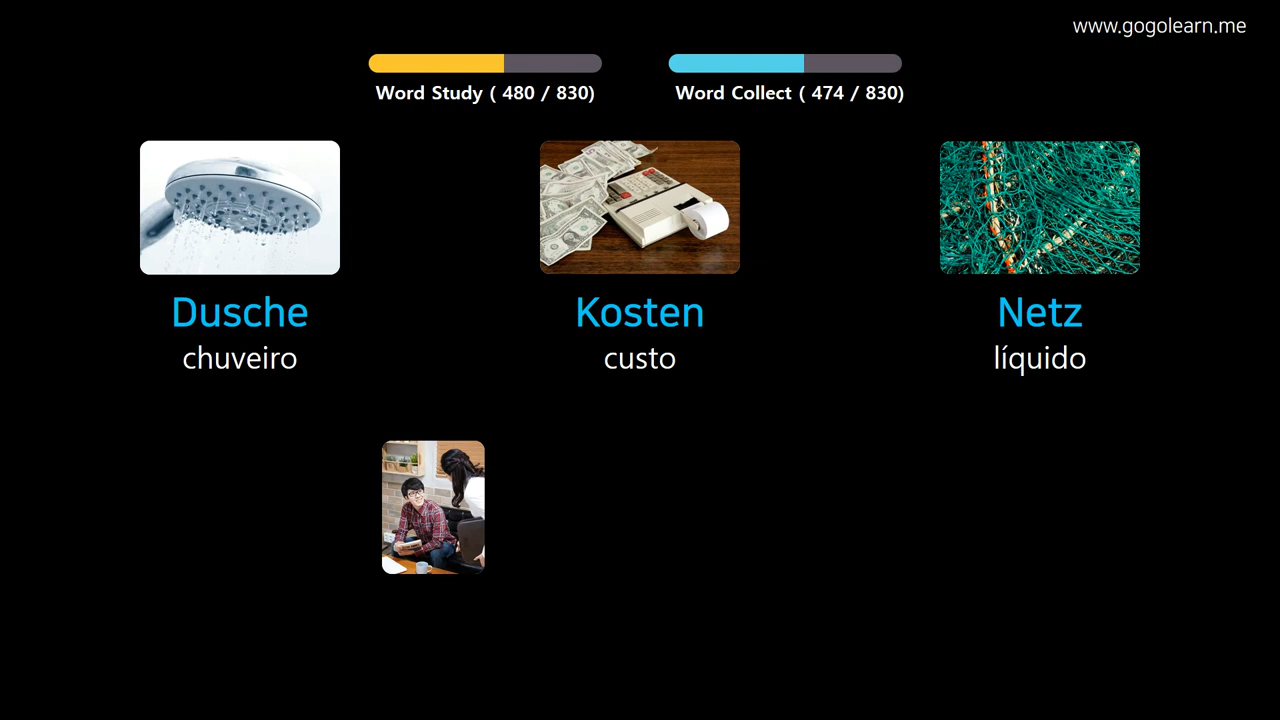 www.gogolearn.me
Word Study ( 480 / 830)
Word Collect ( 474 / 830)
Dusche
chuveiro
Kosten
custo
Netz
líquido